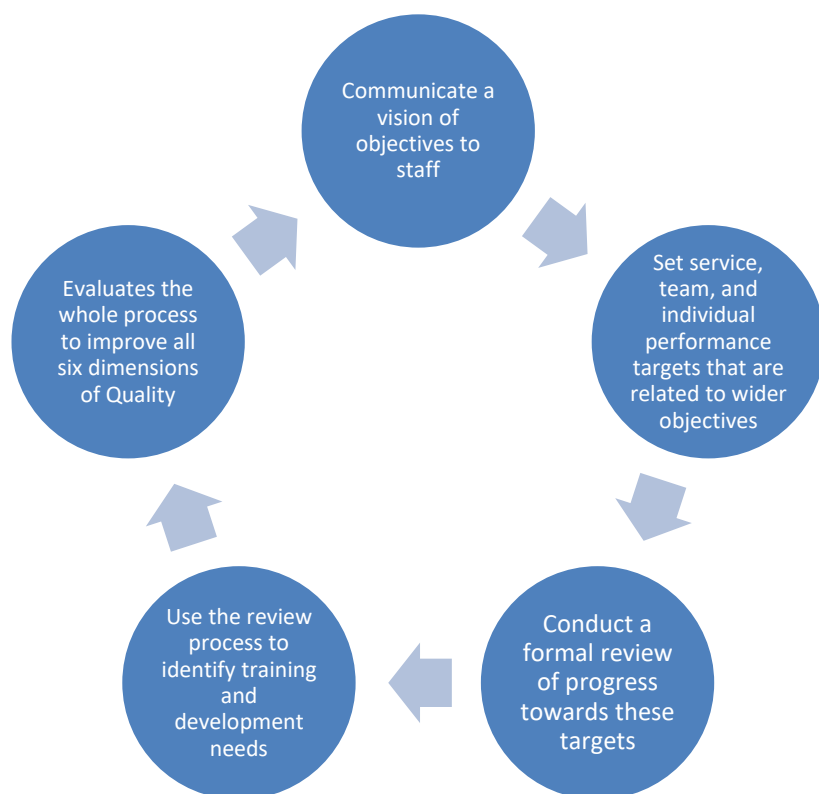 Communicate a
vision of
objectives to
staff
Set service,
team, and
individual
performance
targets that are
related to wider
objectives
Conduct a
formal review
of progress
towards these
targets
Use the review
process to
identify training
and
development
needs
Evaluates the
whole process
to improve all
six dimensions
of Quality